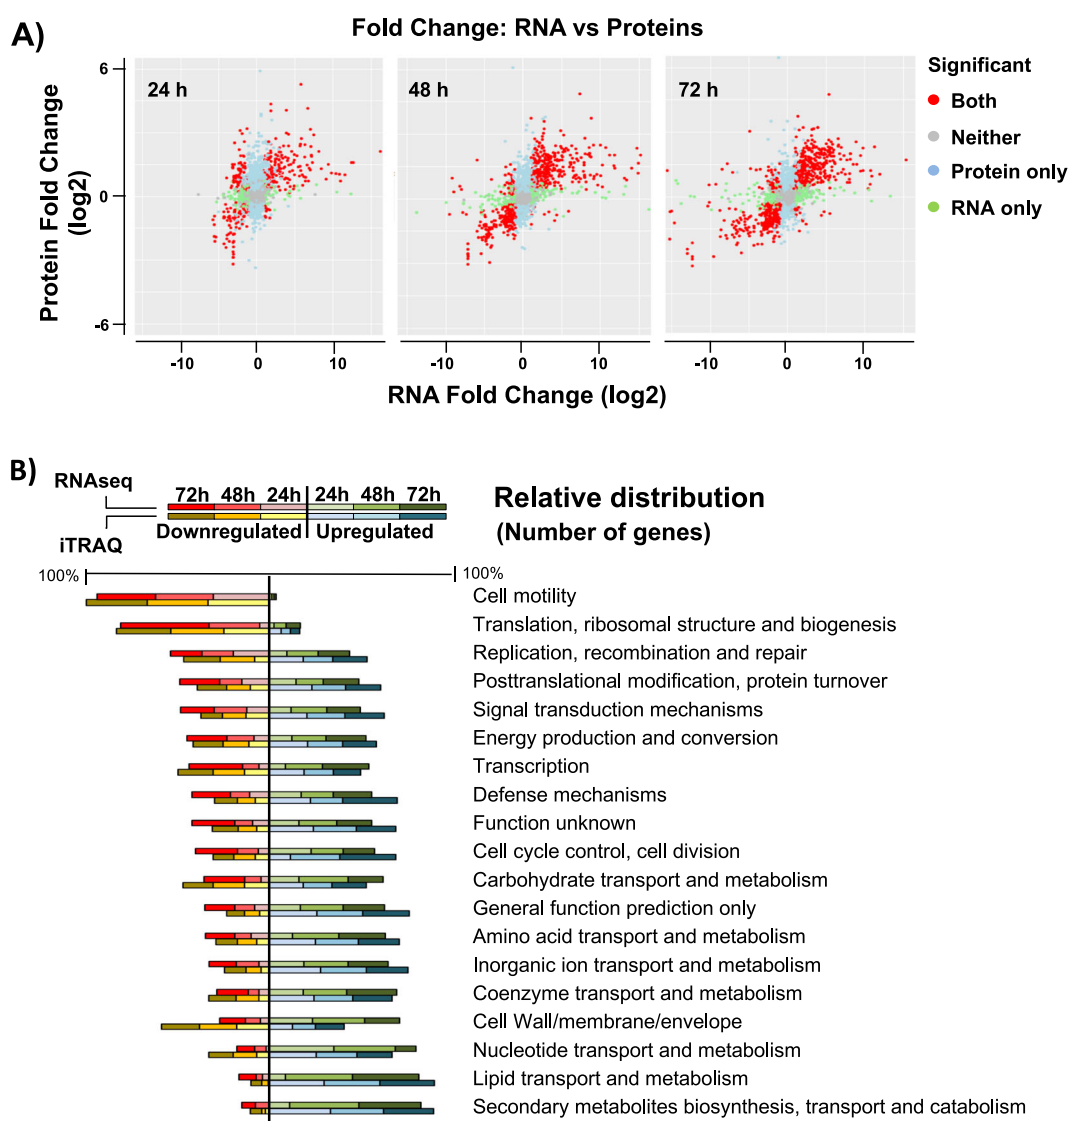 A)
Fold Change: RNA vs Proteins
Protein Fold Change
(log2)
6
0
-6
24 h
48 h
72 h
Significant
Both
Neither
Protein only
RNA only
-10 0 10 -10 0 10 -10 0 10
RNA Fold Change (log2)
B)
RNAseq
72h 48h 24h 24h 48h 72h
Downregulated Upregulated
iTRAQ
Relative distribution
(Number of genes)
100% 100%
Cell motility
Translation, ribosomal structure and biogenesis
Replication, recombination and repair
Posttranslational modification, protein turnover
Signal transduction mechanisms
Energy production and conversion
Transcription
Defense mechanisms
Function unknown
Cell cycle control, cell division
Carbohydrate transport and metabolism
General function prediction only
Amino acid transport and metabolism
Inorganic ion transport and metabolism
Coenzyme transport and metabolism
Cell Wall/membrane/envelope
Nucleotide transport and metabolism
Lipid transport and metabolism
Secondary metabolites biosynthesis, transport and catabolism